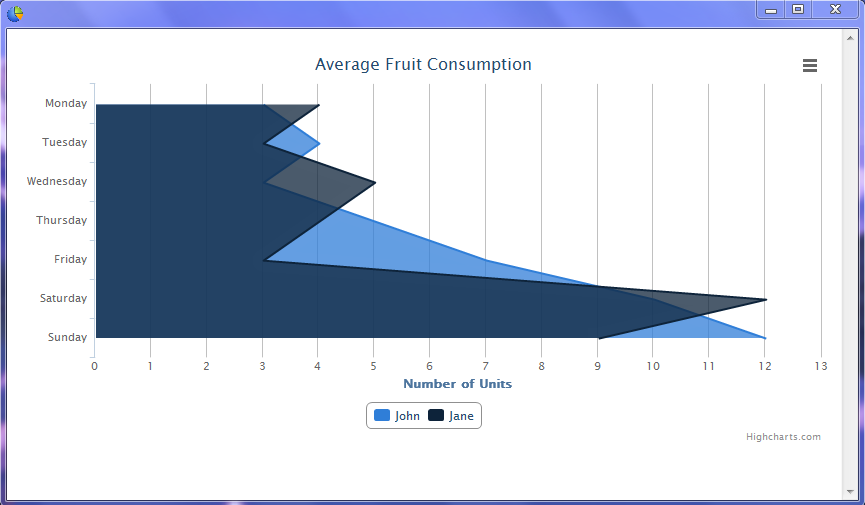 Average Fruit Consumption
Monday
Tuesday
Wednesday
Thursday
Friday
Saturday
Sunday
0 1 2 3 4 5 6 7 8 9 10 11 12 13
Number of Units
John Jane
Highcharts.com